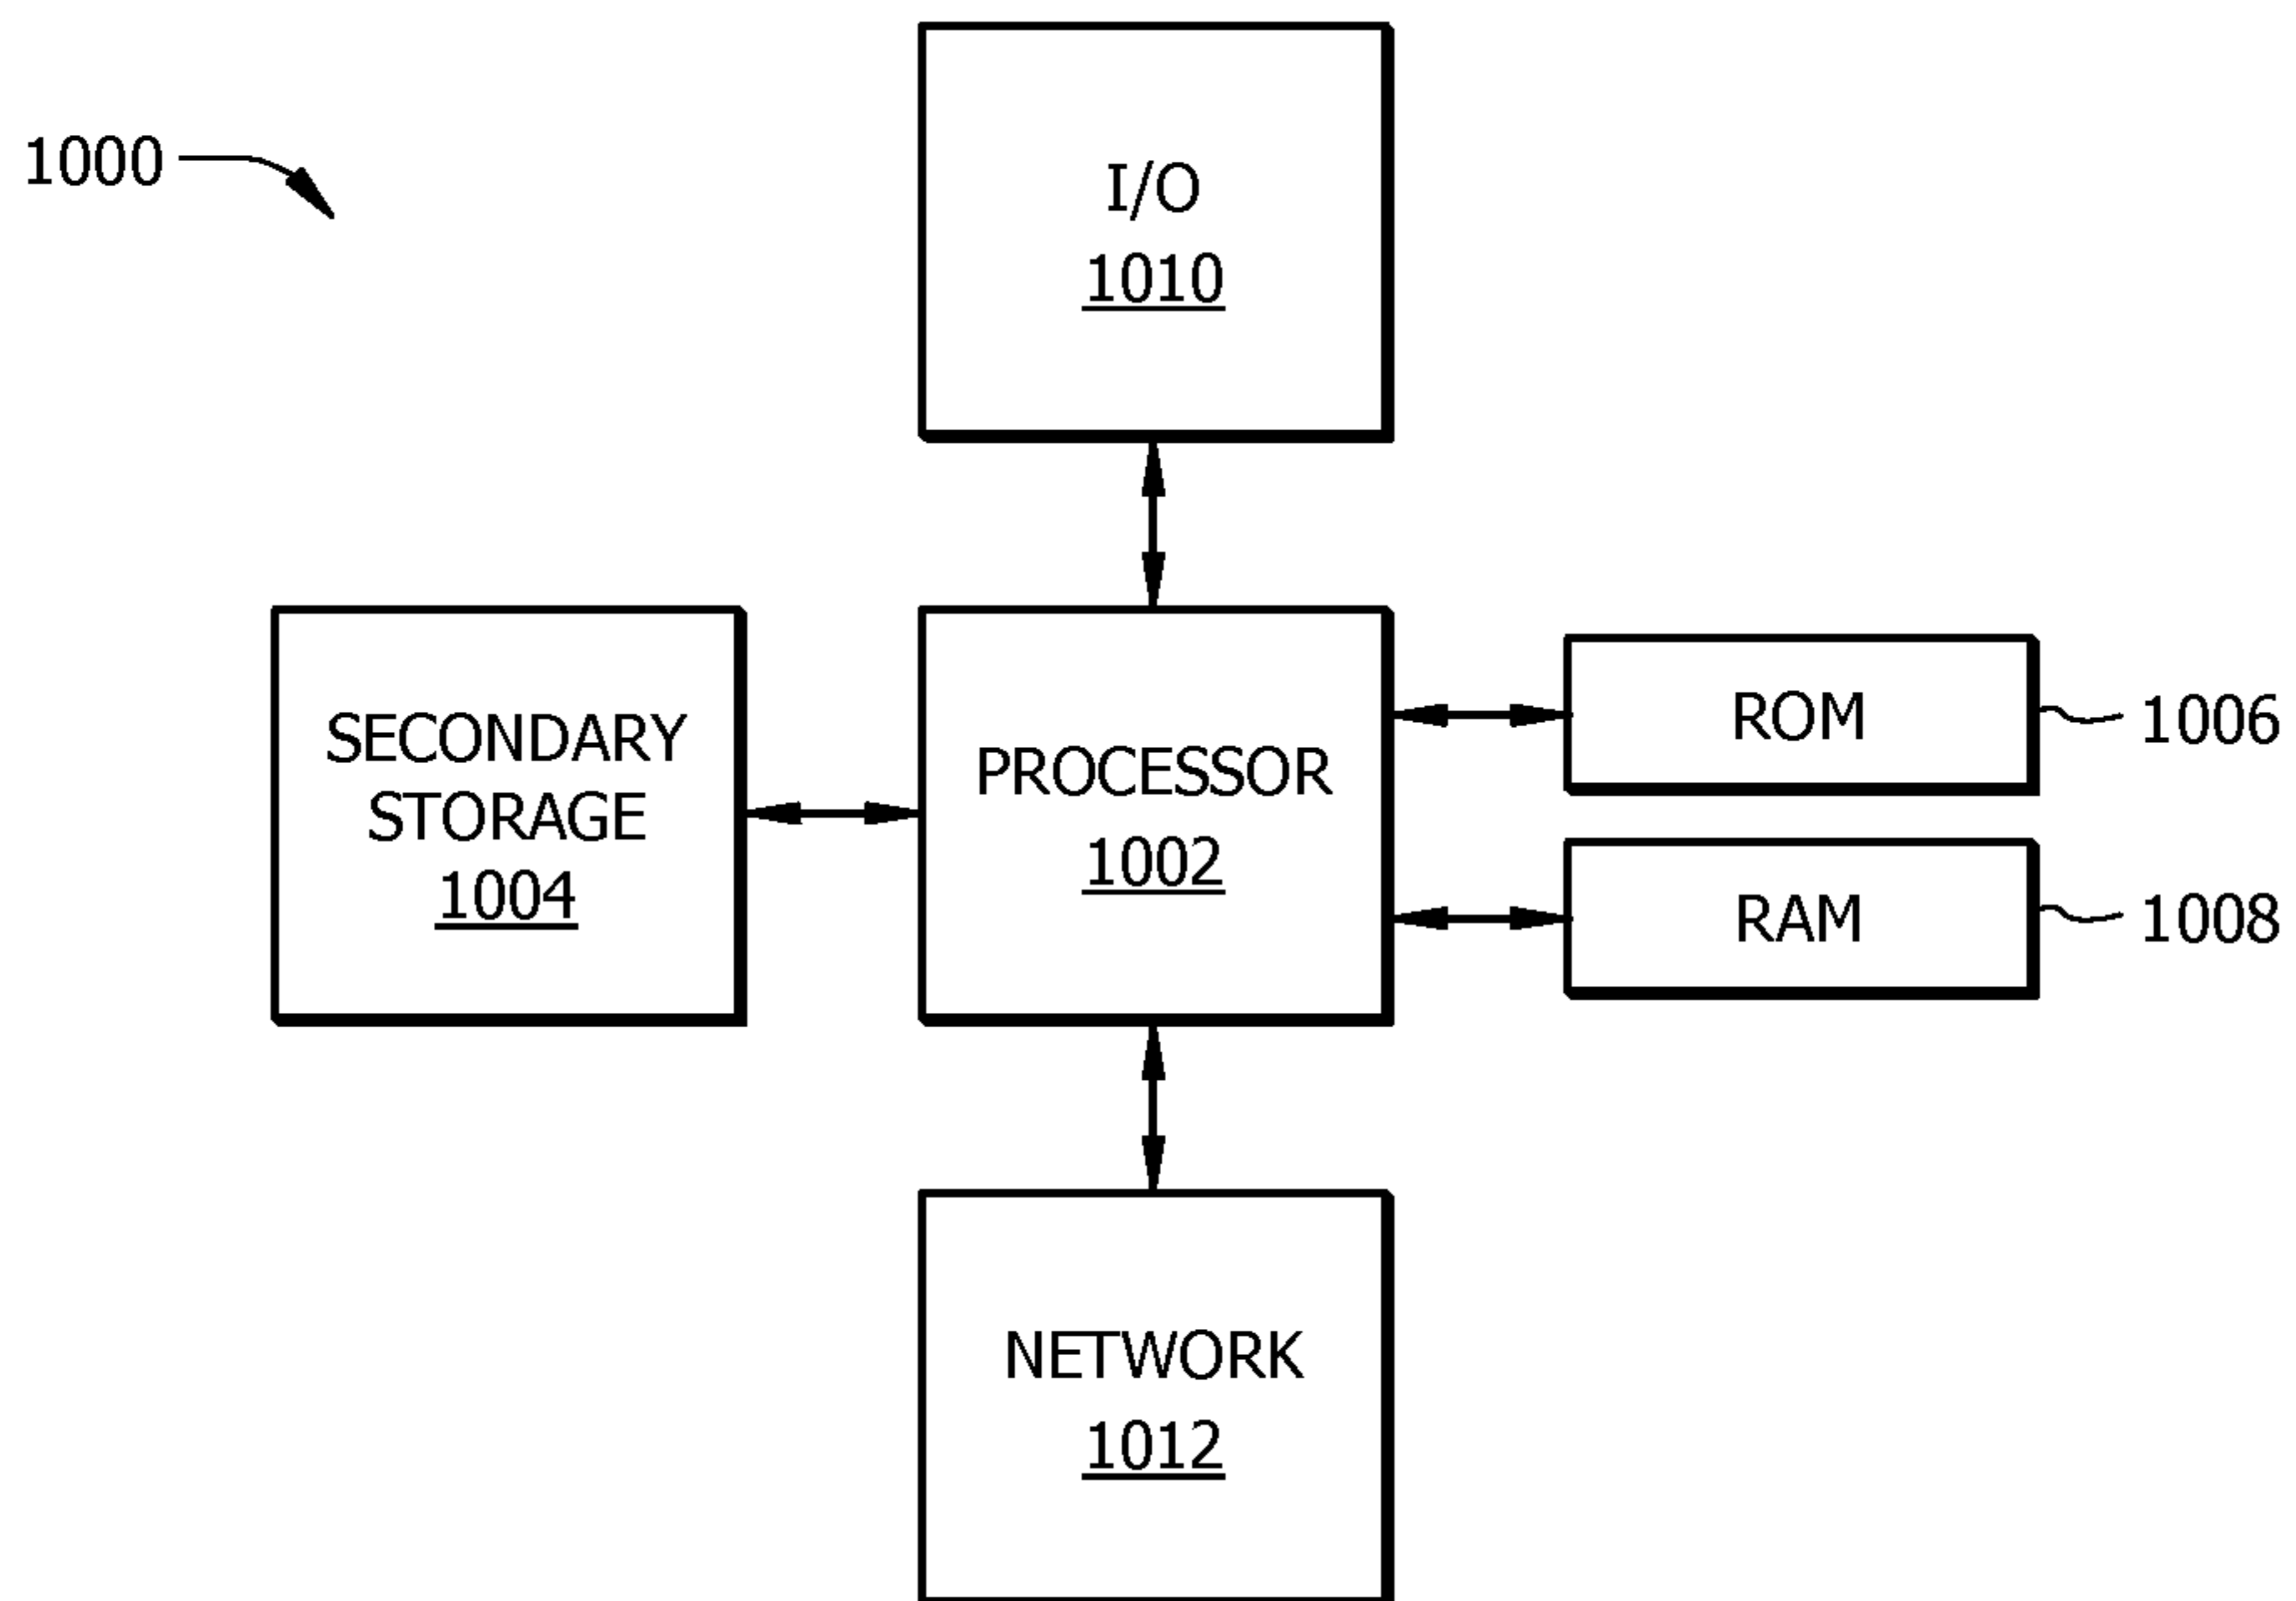 1000
I/O
1010
SECONDARY
STORAGE
1004
PROCESSOR
1002
ROM
1006
RAM
1008
NETWORK
1012